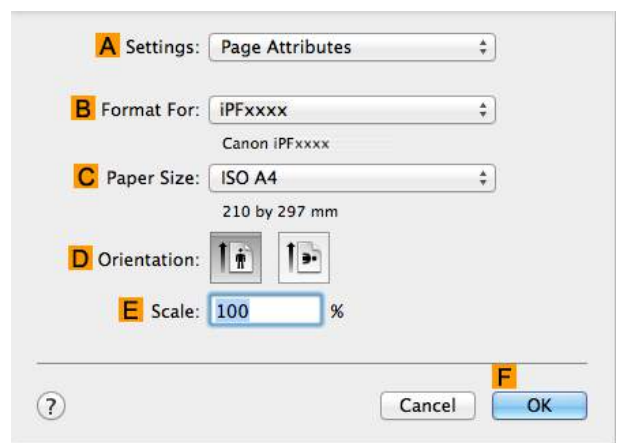 A Settings: Page Attributes
B Format For: iPFxxxx
Canon iPFxxxx
C Paper Size: ISO A4
210 by 297 mm
D Orientation:
E Scale: 100 %
F
? Cancel OK